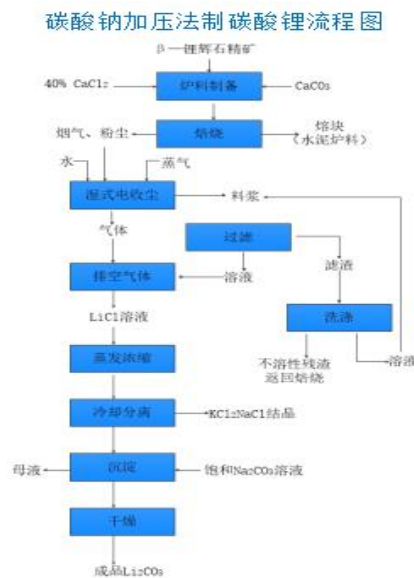 碳酸钠加压法制碳酸锂流程图
β—锂辉石精矿
40% CaCl₂
炉料制备
CaCO₃
烟气、粉尘
焙烧
熔块
(水泥炉料)
水
蒸气
湿式电收尘
料浆
气体
过滤
滤渣
排空气体
溶液
LiCl溶液
洗涤
蒸发浓缩
不溶性残渣
返回焙烧
溶液
冷却分离
KCl₂NaCl结晶
母液
沉淀
饱和Na₂CO₃溶液
干燥
成品Li₂CO₃